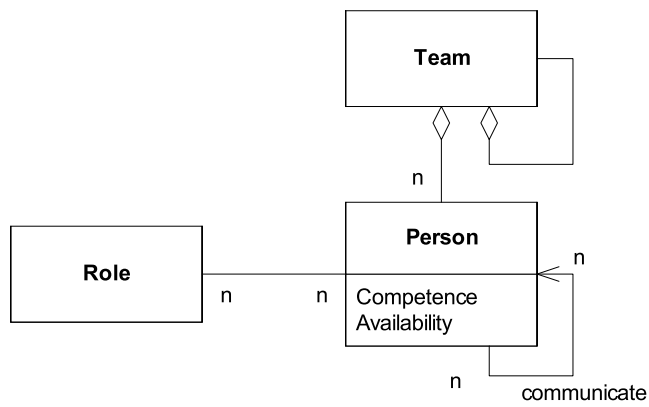 Team
n
Person
Role
n
n
n
Competence
Availability
n
communicate